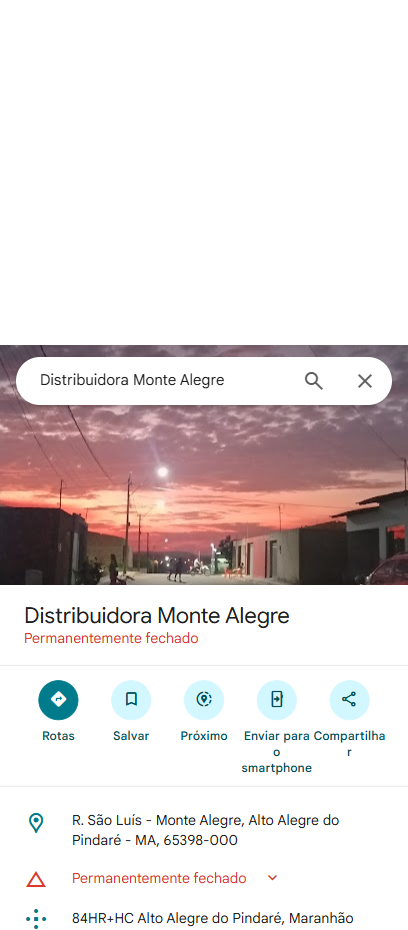 Distribuidora Monte Alegre
Distribuidora Monte Alegre
Permanentemente fechado
Rotas
Salvar
Próximo
Enviar para
o
smartphone
Compartilha
r
R. São Luís - Monte Alegre, Alto Alegre do
Pindaré - MA, 65398-000
Permanentemente fechado
84HR+HC Alto Alegre do Pindaré, Maranhão